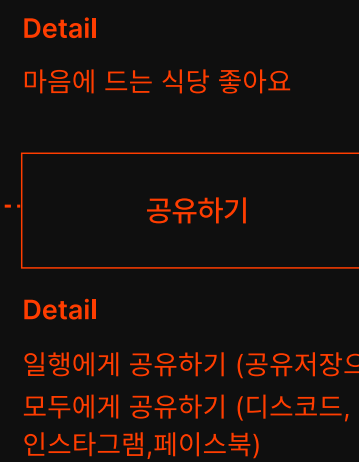 Detail
마음에 드는 식당 좋아요
공유하기
Detail
일행에게 공유하기 (공유저장으
모두에게 공유하기 (디스코드,
인스타그램,페이스북)